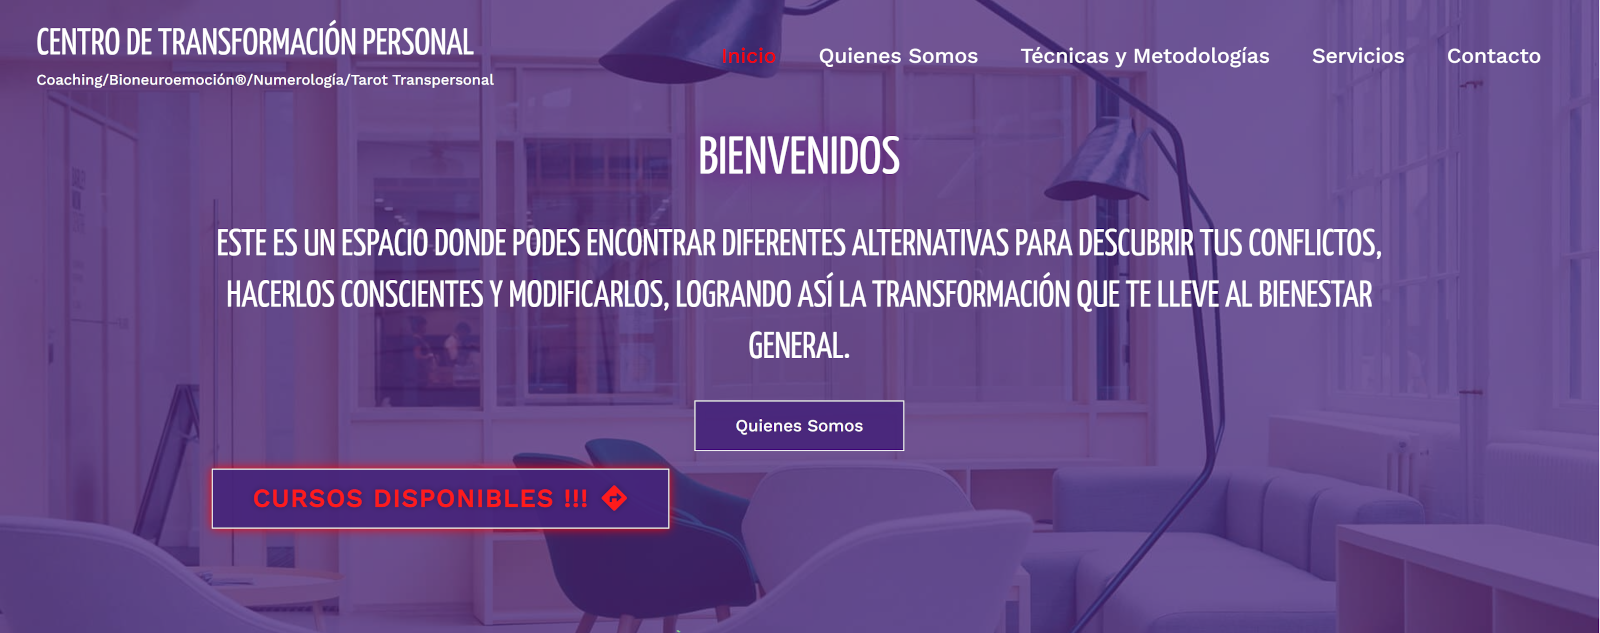 CENTRO DE TRANSFORMACIÓN PERSONAL
Coaching/Bioneuroemoción®/Numerología/Tarot Transpersonal
Inicio
Quienes Somos
Técnicas y Metodologías
Servicios
Contacto
BIENVENIDOS
ESTE ES UN ESPACIO DONDE PODES ENCONTRAR DIFERENTES ALTERNATIVAS PARA DESCUBRIR TUS CONFLICTOS,
HACERLOS CONSCIENTES Y MODIFICARLOS, LOGRANDO ASÍ LA TRANSFORMACIÓN QUE TE LLEVE AL BIENESTAR
GENERAL.
Quienes Somos
CURSOS DISPONIBLES !!!